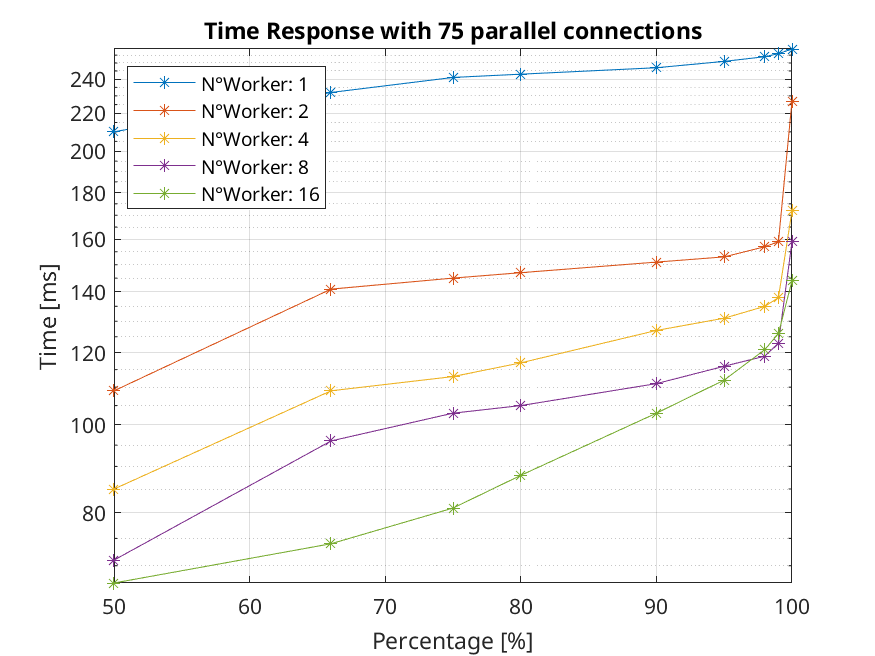 Time Response with 75 parallel connections
240
220
200
180
160
140
120
100
80
Time [ms]
N°Worker: 1
N°Worker: 2
N°Worker: 4
N°Worker: 8
N°Worker: 16
50 60 70 80 90 100
Percentage [%]